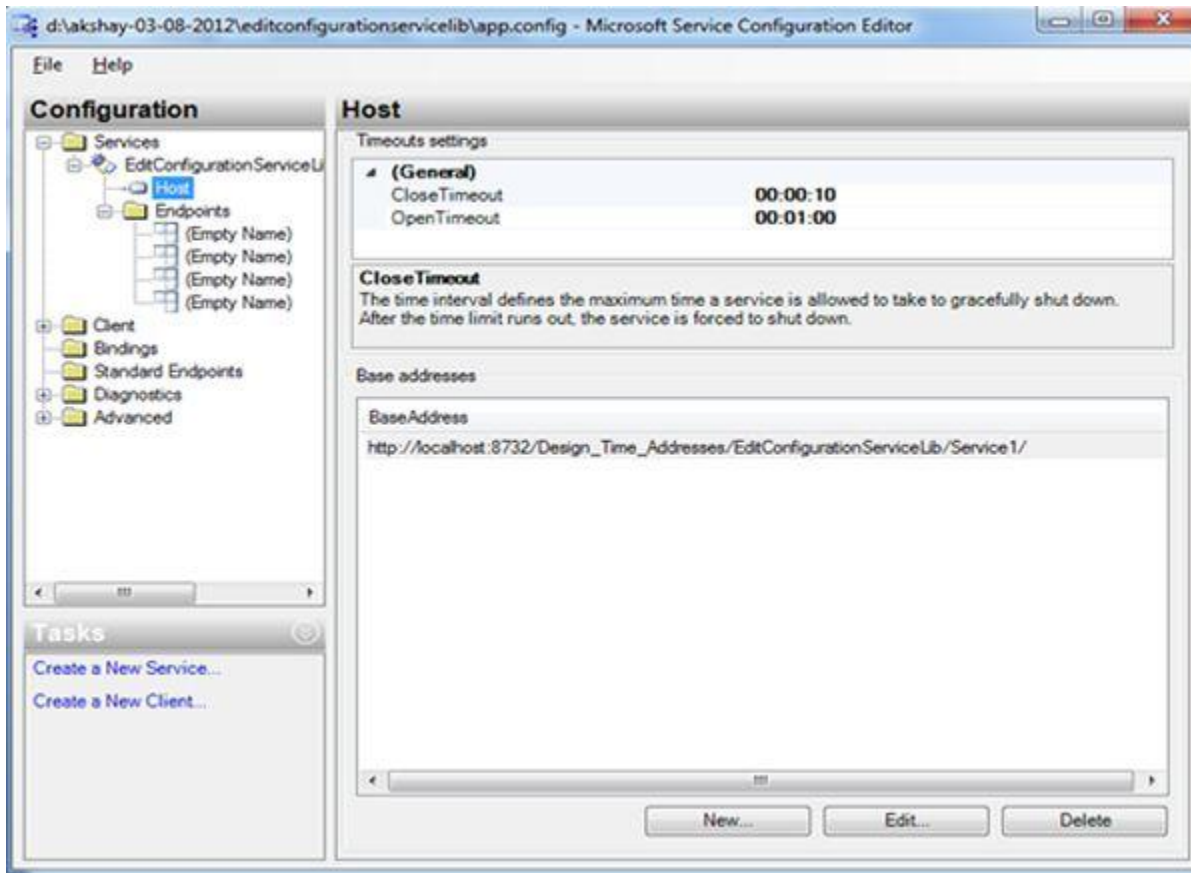 d:\akshay-03-08-2012\editconfigurationservicelib\app.config - Microsoft Service Configuration Editor
File Help
Configuration
Services
EditConfigurationServiceLi
Host
Endpoints
(Empty Name)
(Empty Name)
(Empty Name)
(Empty Name)
Client
Bindings
Standard Endpoints
Diagnostics
Advanced
Tasks
Create a New Service...
Create a New Client...
Host
Timeouts settings
(General)
CloseTimeout 00:00:10
OpenTimeout 00:01:00
CloseTimeout
The time interval defines the maximum time a service is allowed to take to gracefully shut down.
After the time limit runs out, the service is forced to shut down.
Base addresses
BaseAddress
http://localhost:8732/Design_Time_Addresses/EditConfigurationServiceLib/Service1/
New... Edit... Delete